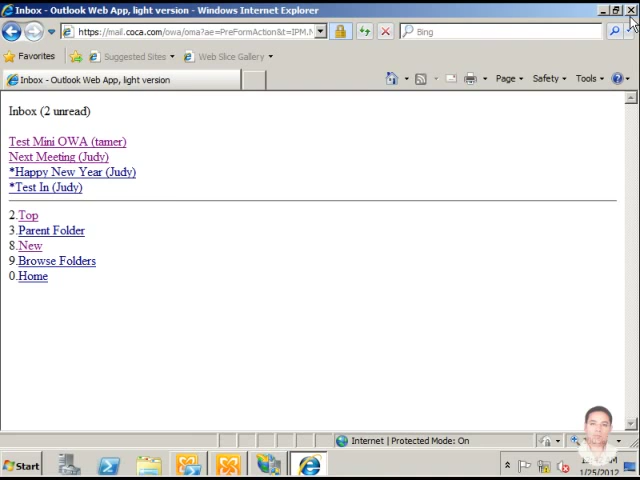 Inbox - Outlook Web App, light version - Windows Internet Explorer
https://mail.coca.com/owa/oma?ae=PreFormAction&t=IPM.N
Bing
Favorites
Suggested Sites
Web Slice Gallery
Inbox - Outlook Web App, light version
Page
Safety
Tools
Inbox (2 unread)
Test Mini OWA (tamer)
Next Meeting (Judy)
*Happy New Year (Judy)
*Test In (Judy)
2.Top
3.Parent Folder
8.New
9.Browse Folders
0.Home
Internet | Protected Mode: On
Start
1/25/2012